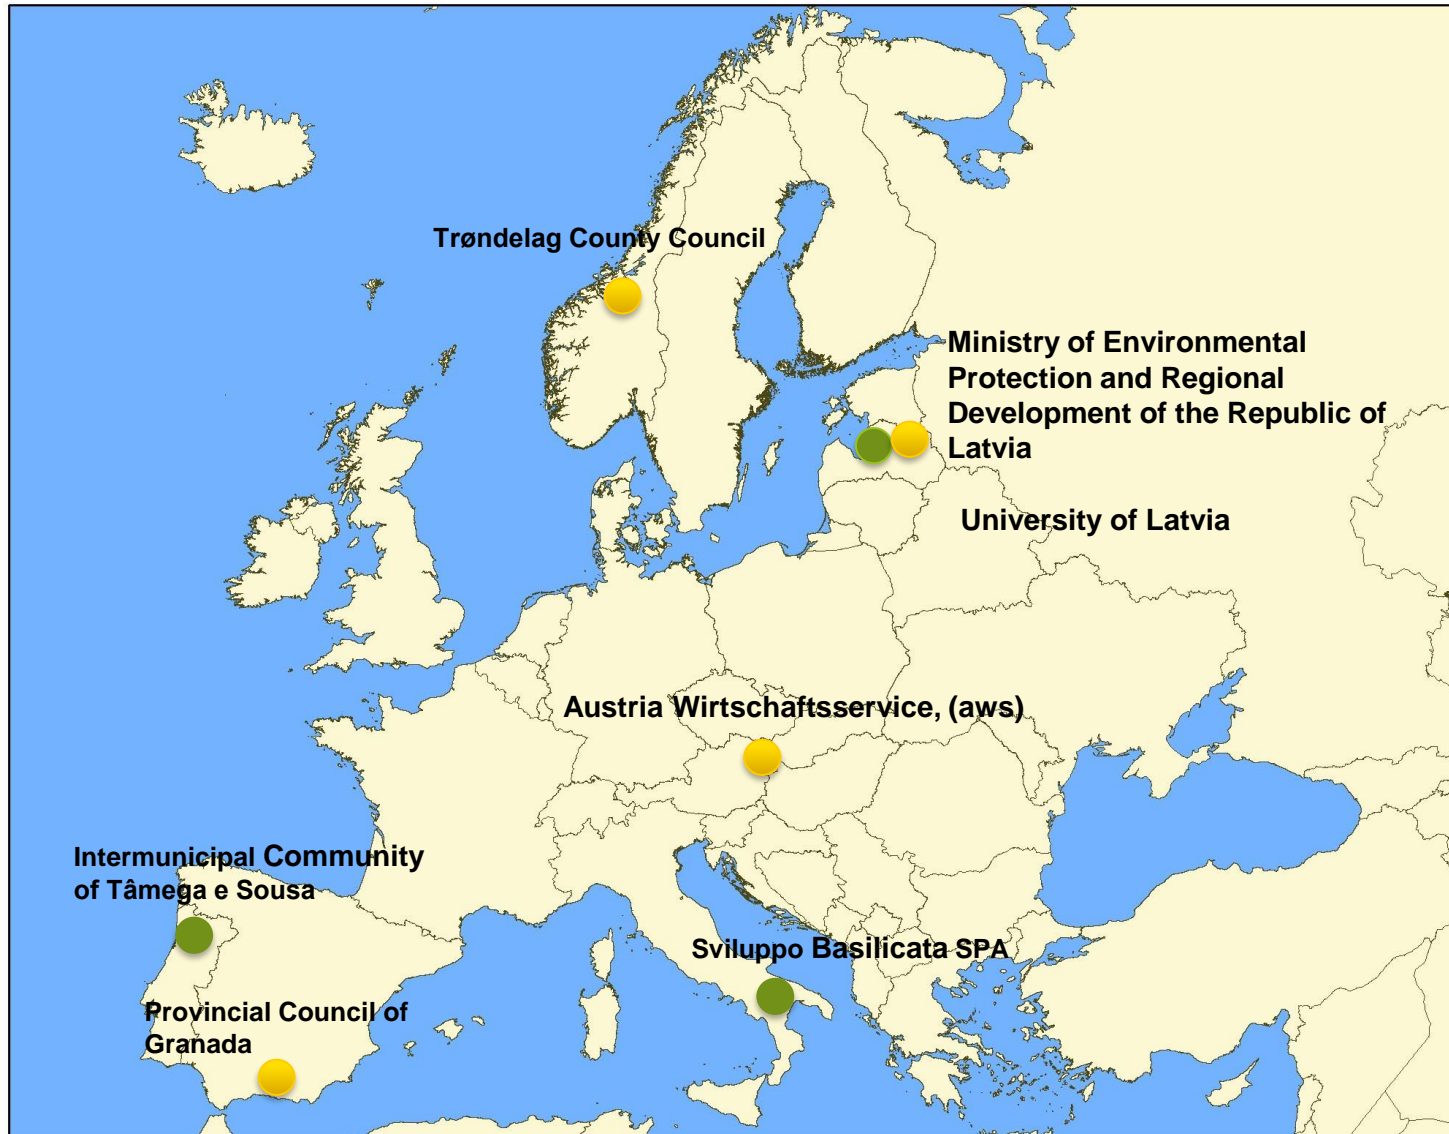 Trøndelag County Council
Ministry of Environmental
Protection and Regional
Development of the Republic of
Latvia
University of Latvia
Austria Wirtschaftsservice, (aws)
Intermunicipal Community
of Tâmega e Sousa
Sviluppo Basilicata SPA
Provincial Council of
Granada